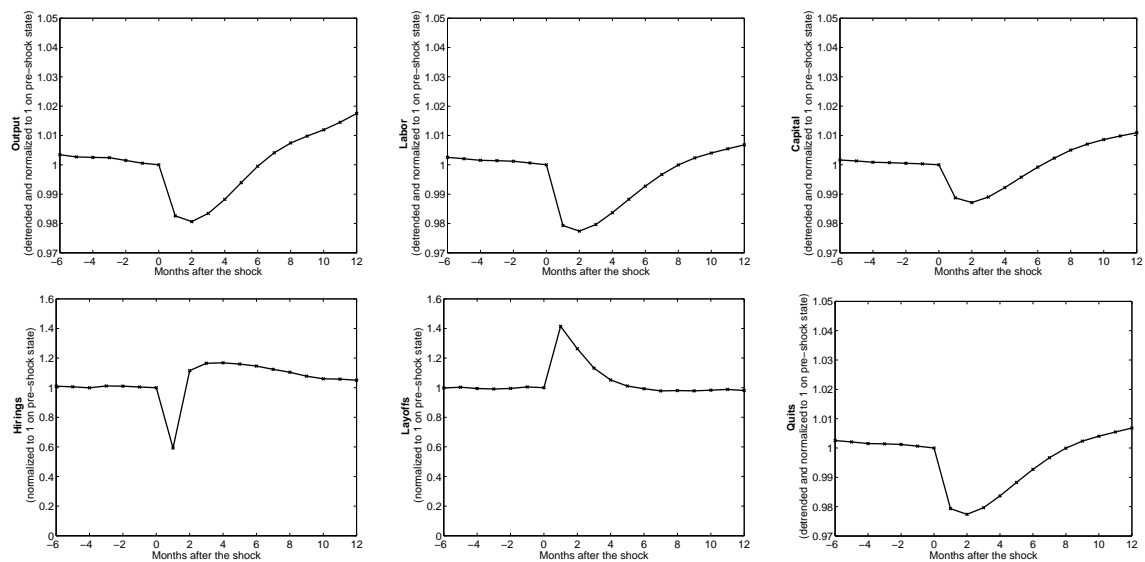 Output
(detrended and normalized to 1 on pre−shock state)
1.05
1.04
1.03
1.02
1.01
1
0.99
0.98
0.97
−6 −4 −2 0 2 4 6 8 10 12
Months after the shock
Labor
(detrended and normalized to 1 on pre−shock state)
1.05
1.04
1.03
1.02
1.01
1
0.99
0.98
0.97
−6 −4 −2 0 2 4 6 8 10 12
Months after the shock
Capital
(detrended and normalized to 1 on pre−shock state)
1.05
1.04
1.03
1.02
1.01
1
0.99
0.98
0.97
−6 −4 −2 0 2 4 6 8 10 12
Months after the shock
Hirings
(normalized to 1 on pre−shock state)
1.6
1.4
1.2
1
0.8
0.6
0.4
0.2
0
−6 −4 −2 0 2 4 6 8 10 12
Months after the shock
Layoffs
(normalized to 1 on pre−shock state)
1.6
1.4
1.2
1
0.8
0.6
0.4
0.2
0
−6 −4 −2 0 2 4 6 8 10 12
Months after the shock
Quits
(detrended and normalized to 1 on pre−shock state)
1.05
1.04
1.03
1.02
1.01
1
0.99
0.98
0.97
−6 −4 −2 0 2 4 6 8 10 12
Months after the shock